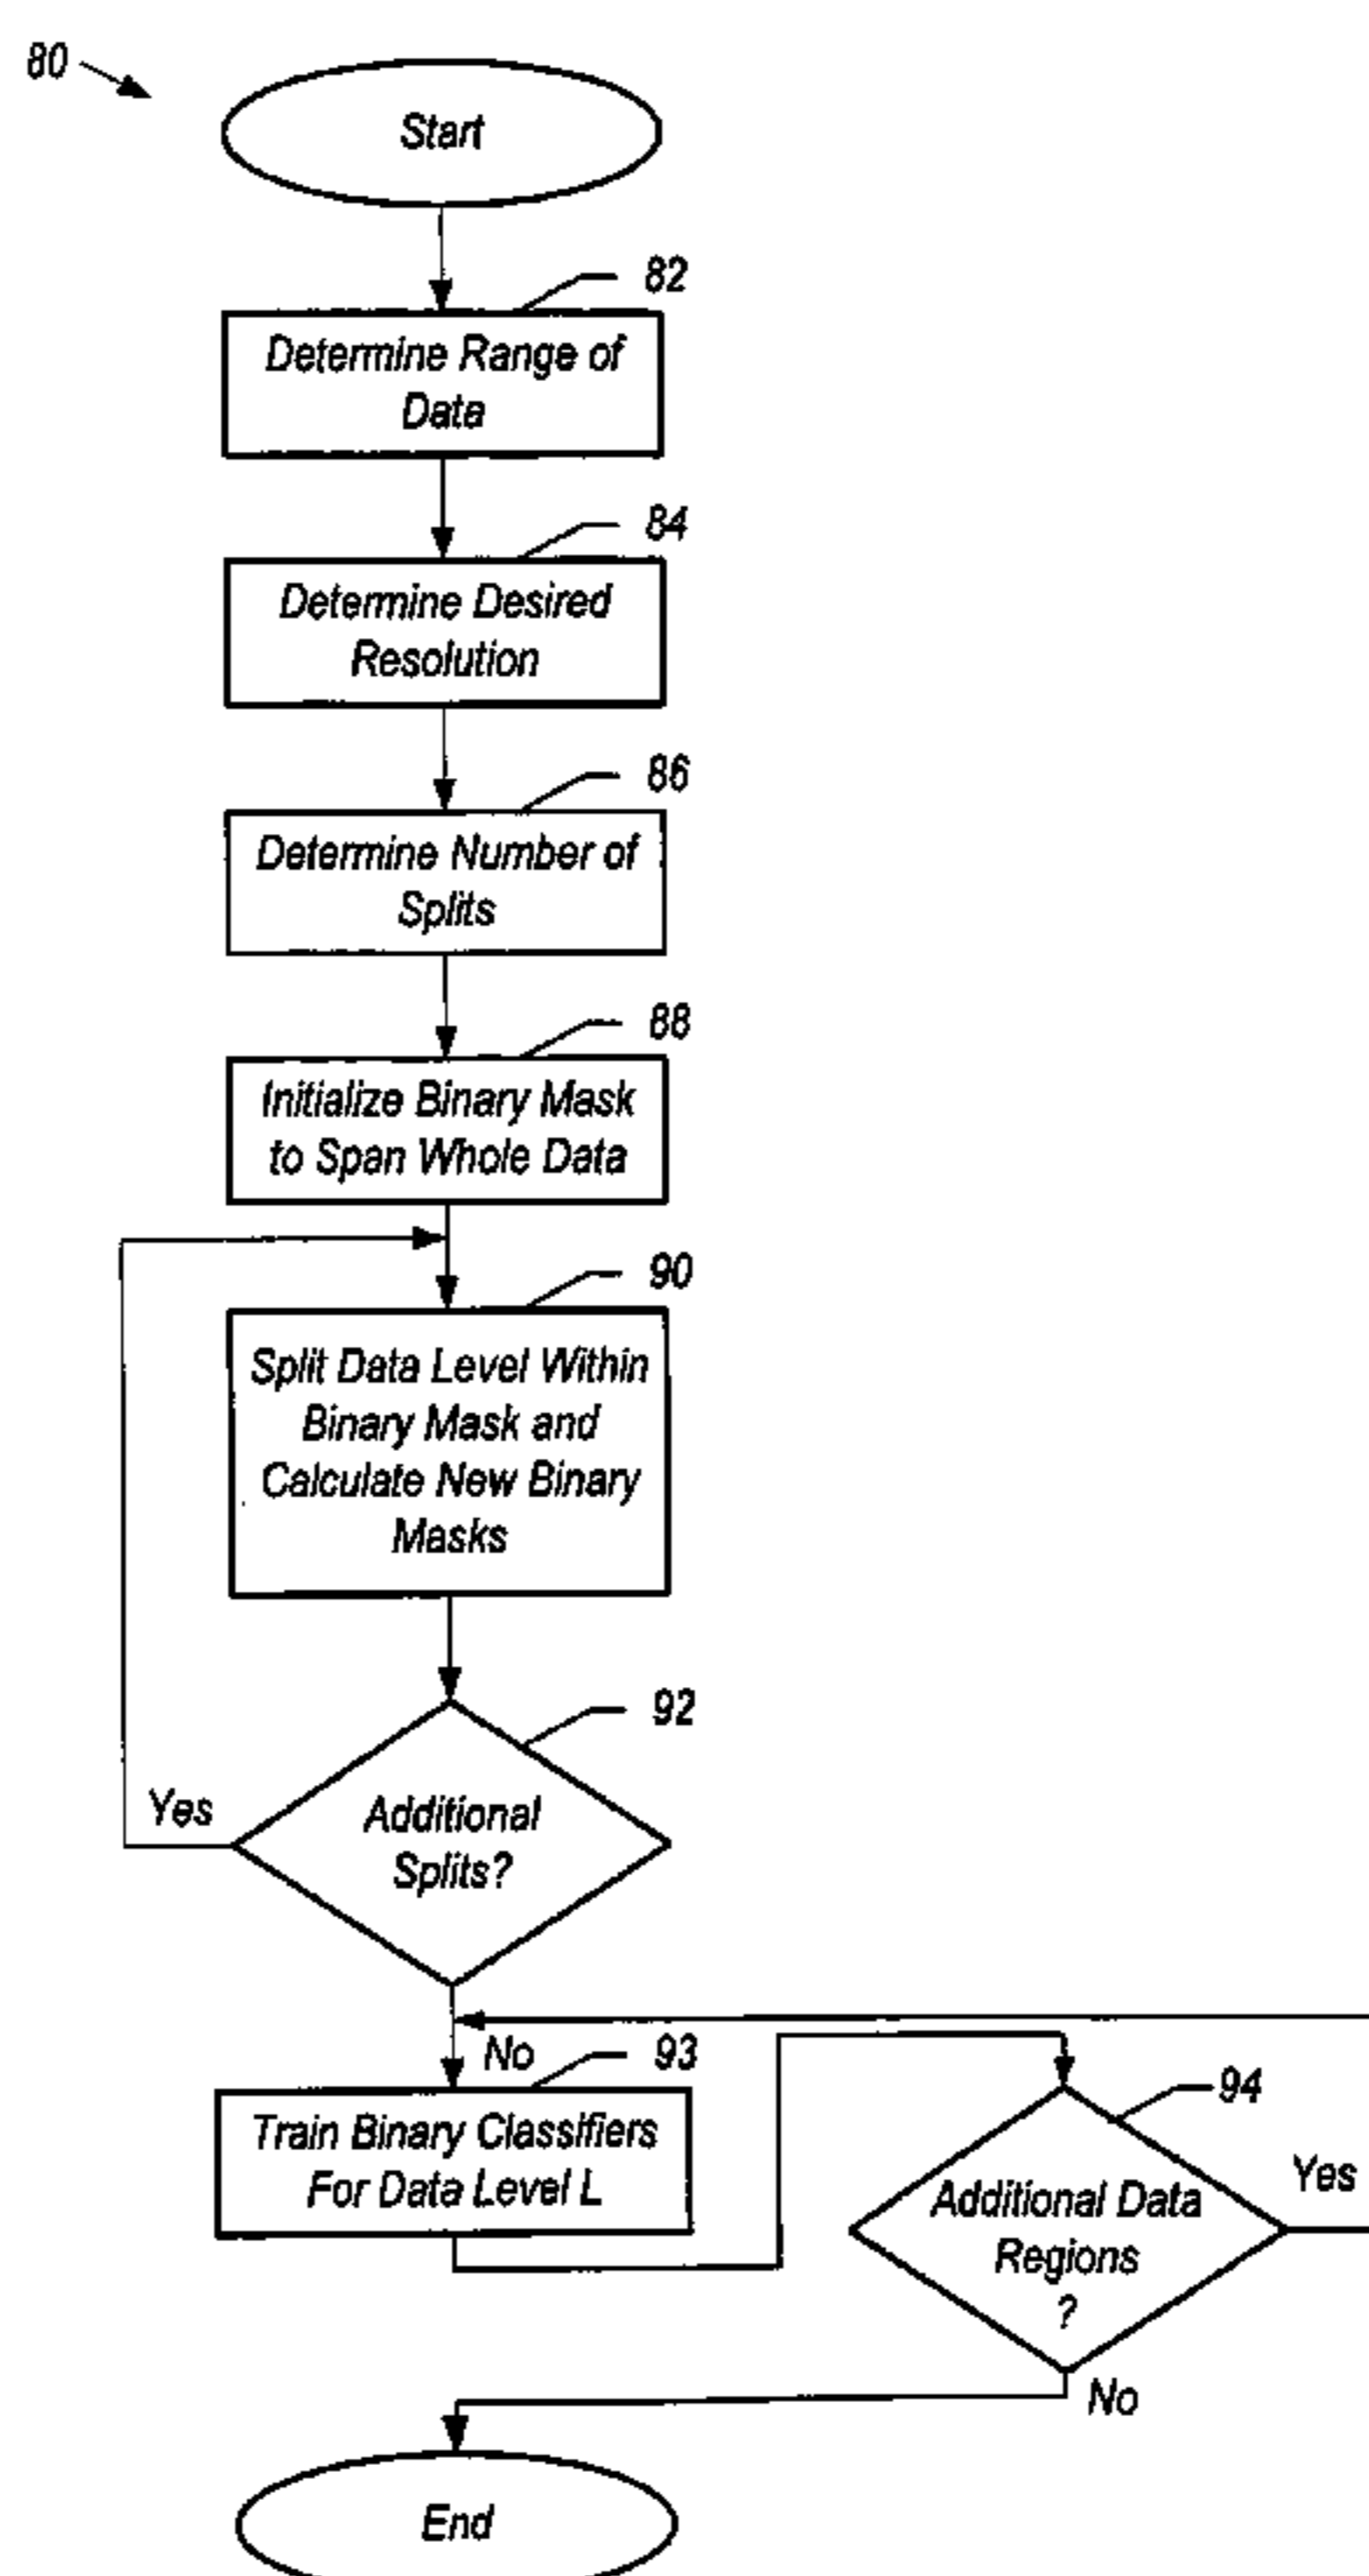 80
Start
82
Determine Range of
Data
84
Determine Desired
Resolution
86
Determine Number of
Splits
88
Initialize Binary Mask
to Span Whole Data
90
Split Data Level Within
Binary Mask and
Calculate New Binary
Masks
92
Additional
Splits?
Yes
No
93
Train Binary Classifiers
For Data Level L
94
Additional Data
Regions
?
Yes
No
End